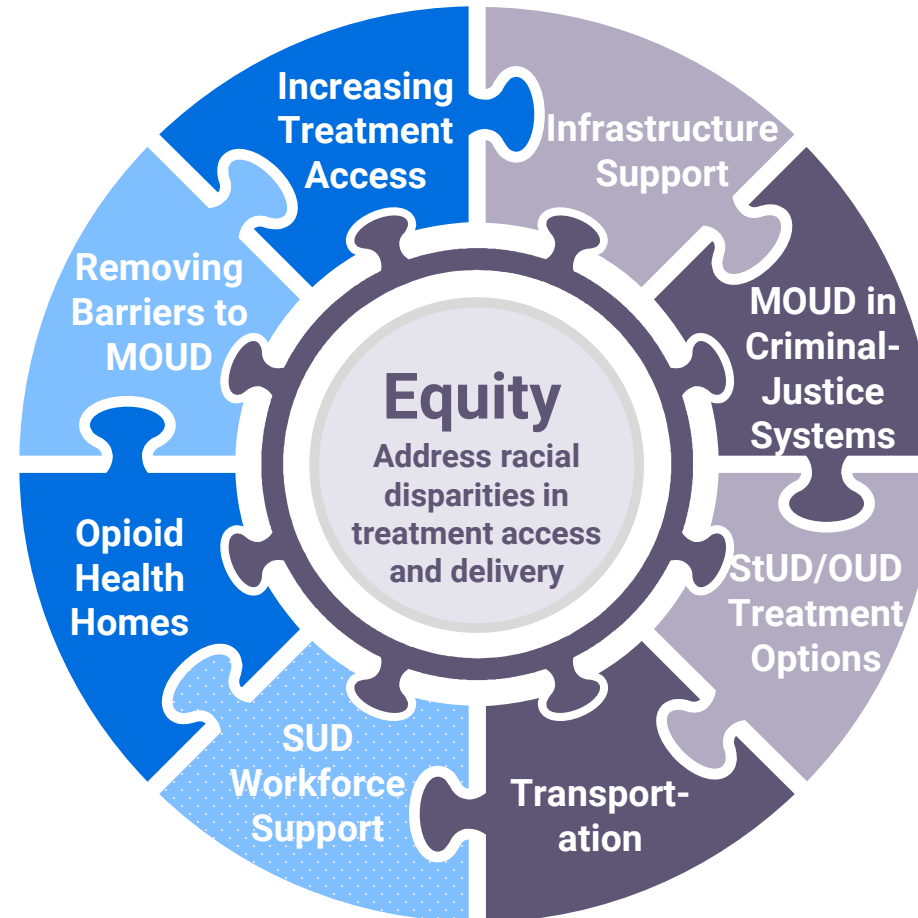 Increasing
Treatment
Access
Infrastructure
Support
MOUD in
Criminal-
Justice
Systems
StUD/OUD
Treatment
Options
Transport-
ation
SUD
Workforce
Support
Opioid
Health
Homes
Removing
Barriers to
MOUD
Equity
Address racial
disparities in
treatment access
and delivery